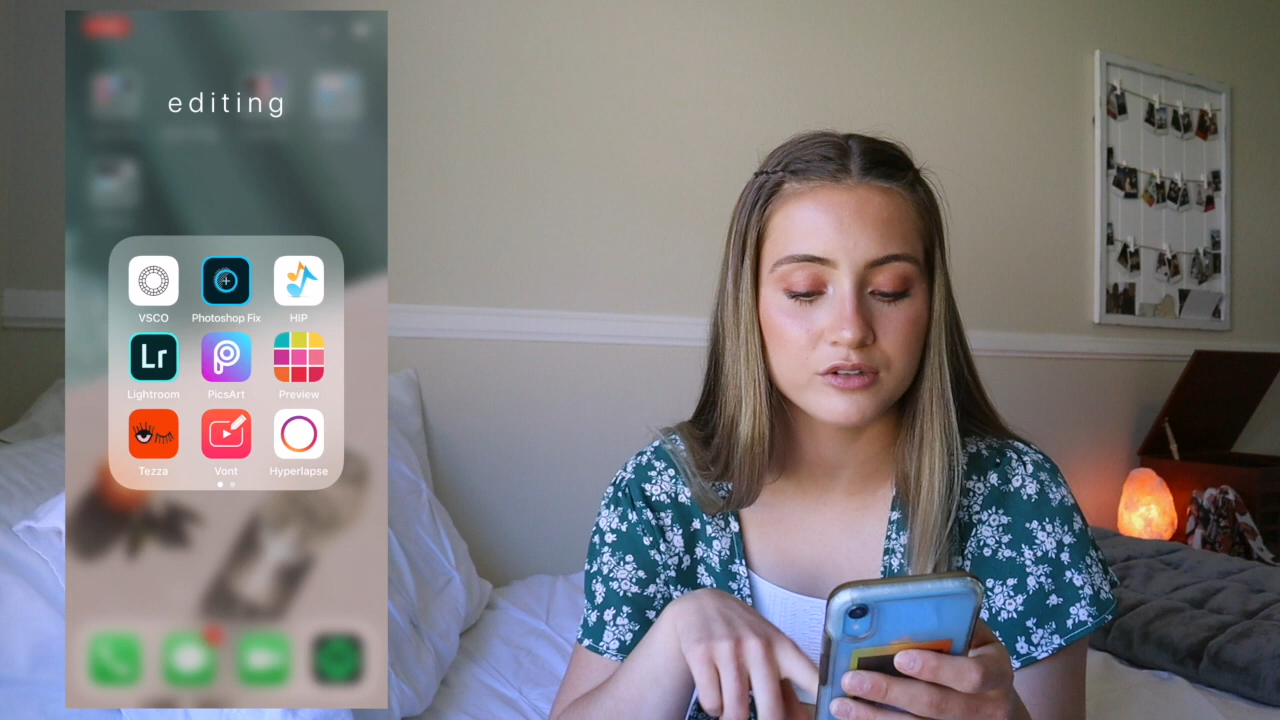 editing
VSCO Photoshop Fix HIP
Lr
Lightroom PicsArt Preview
Tezza Vont Hyperlapse